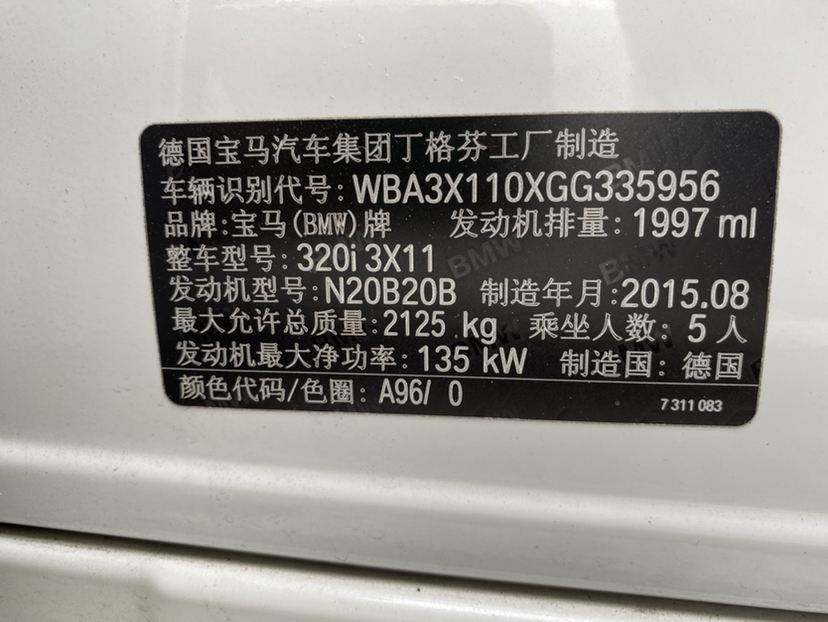 德国宝马汽车集团丁格芬工厂制造
车辆识别代号: WBA3X110XGG335956
品牌: 宝马(BMW)牌 发动机排量: 1997 ml
整车型号: 320i 3X11
发动机型号: N20B20B 制造年月: 2015.08
最大允许总质量: 2125 kg 乘坐人数: 5 人
发动机最大净功率: 135 kW 制造国: 德国
颜色代码/色圈: A96/ 0
7 311 083